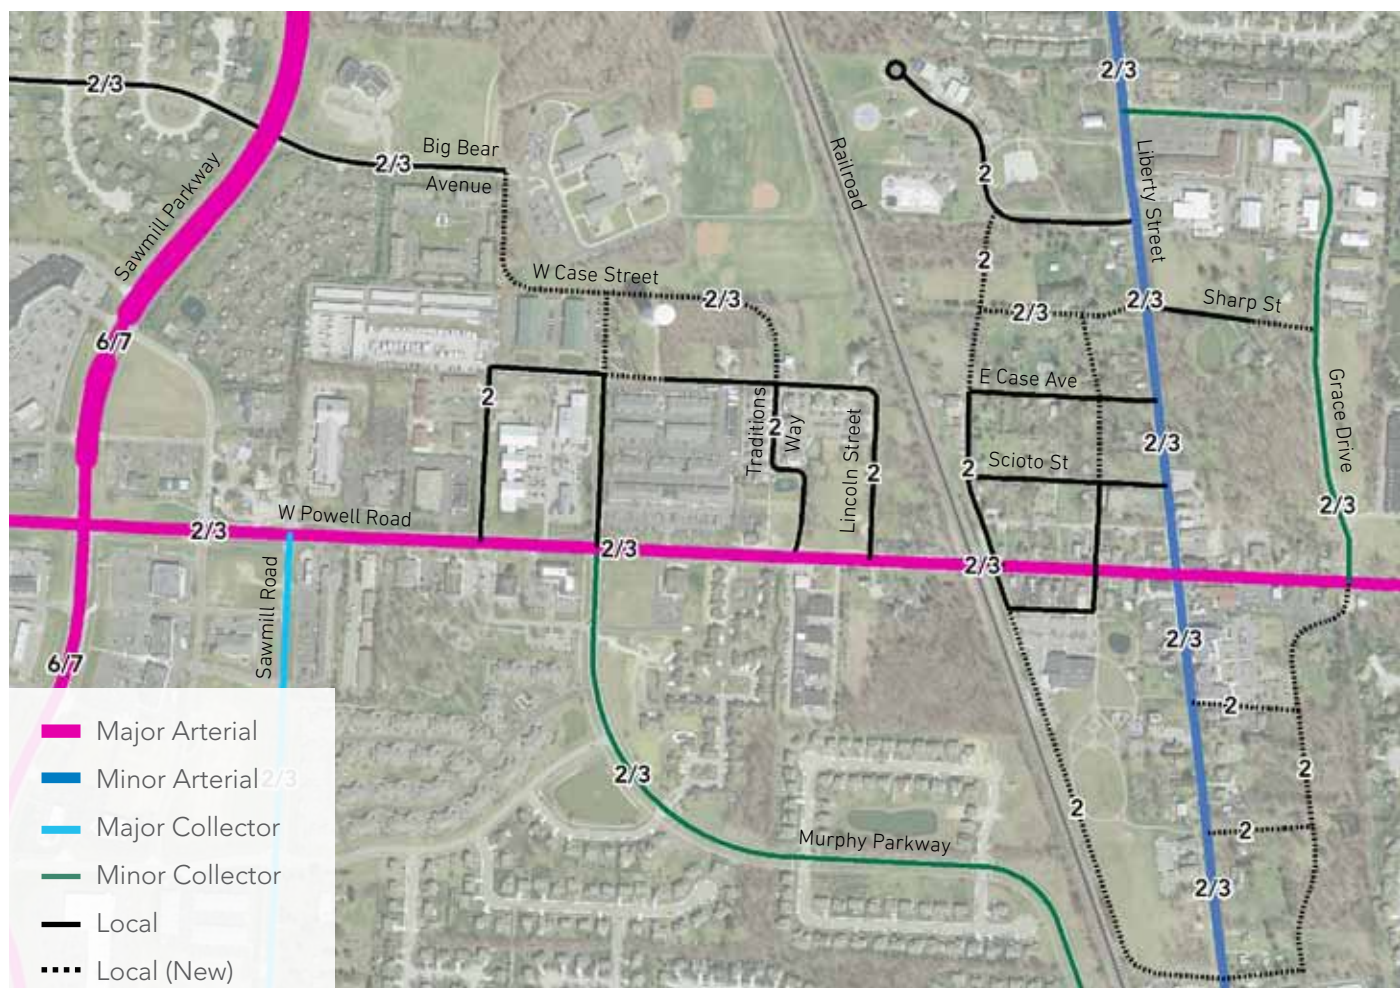 2/3
2/3
2/3
Big Bear
Avenue
Railroad
Liberty Street
2
Sawmill Parkway
W Case Street
2/3
2
2/3
2/3
Sharp St
6/7
E Case Ave
Grace Drive
2
Traditions
Way
2
Lincoln Street
2
Scioto St
2
2/3
2/3
W Powell Road
2/3
2/3
2/3
Sawmill Road
6/7
2/3
2
2/3
2/3
2
2
Murphy Parkway
2
2/3
Major Arterial
Minor Arterial
Major Collector
Minor Collector
Local
Local (New)